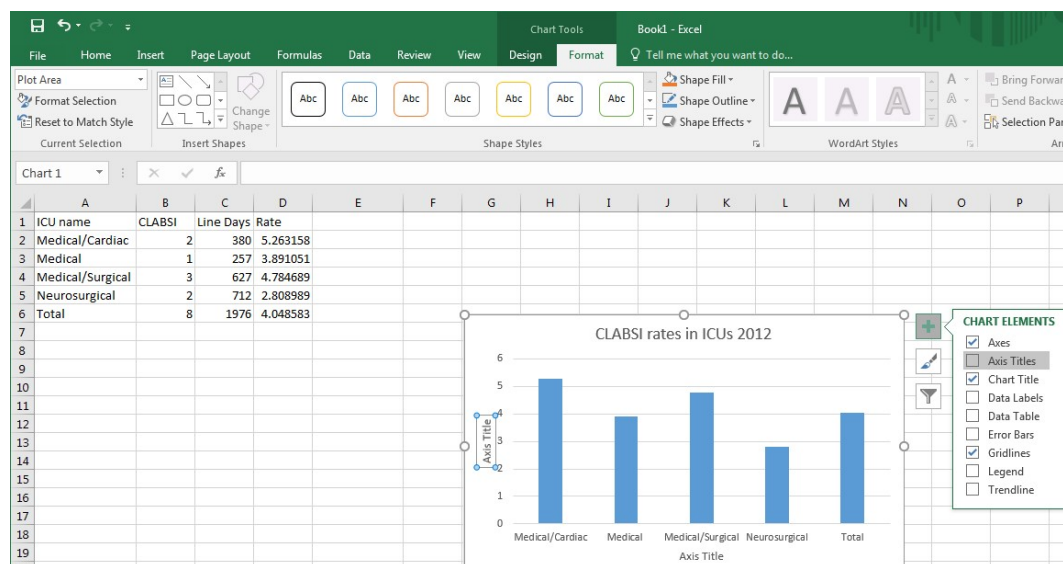 Chart Tools Book1 - Excel
File Home Insert Page Layout Formulas Data Review View Design Format Tell me what you want to do...
Plot Area
Format Selection
Reset to Match Style
Current Selection
Change
Shape
Insert Shapes
Abc Abc Abc Abc Abc Abc Abc
Shape Styles
Shape Fill
Shape Outline
Shape Effects
A A A
WordArt Styles
A
A
A
Bring Forwar
Send Backwa
Selection Pa
Ar
Chart 1 fx
A B C D E F G H I J K L M N O P
1 ICU name CLABSI Line Days Rate
2 Medical/Cardiac 2 380 5.263158
3 Medical 1 257 3.891051
4 Medical/Surgical 3 627 4.784689
5 Neurosurgical 2 712 2.808989
6 Total 8 1976 4.048583
7
8
9
10
11
12
13
14
15
16
17
18
19
CLABSI rates in ICUs 2012
6
5
4
3
2
1
0
Axis Title
Medical/Cardiac Medical Medical/Surgical Neurosurgical Total
Axis Title
CHART ELEMENTS
Axes
Axis Titles
Chart Title
Data Labels
Data Table
Error Bars
Gridlines
Legend
Trendline